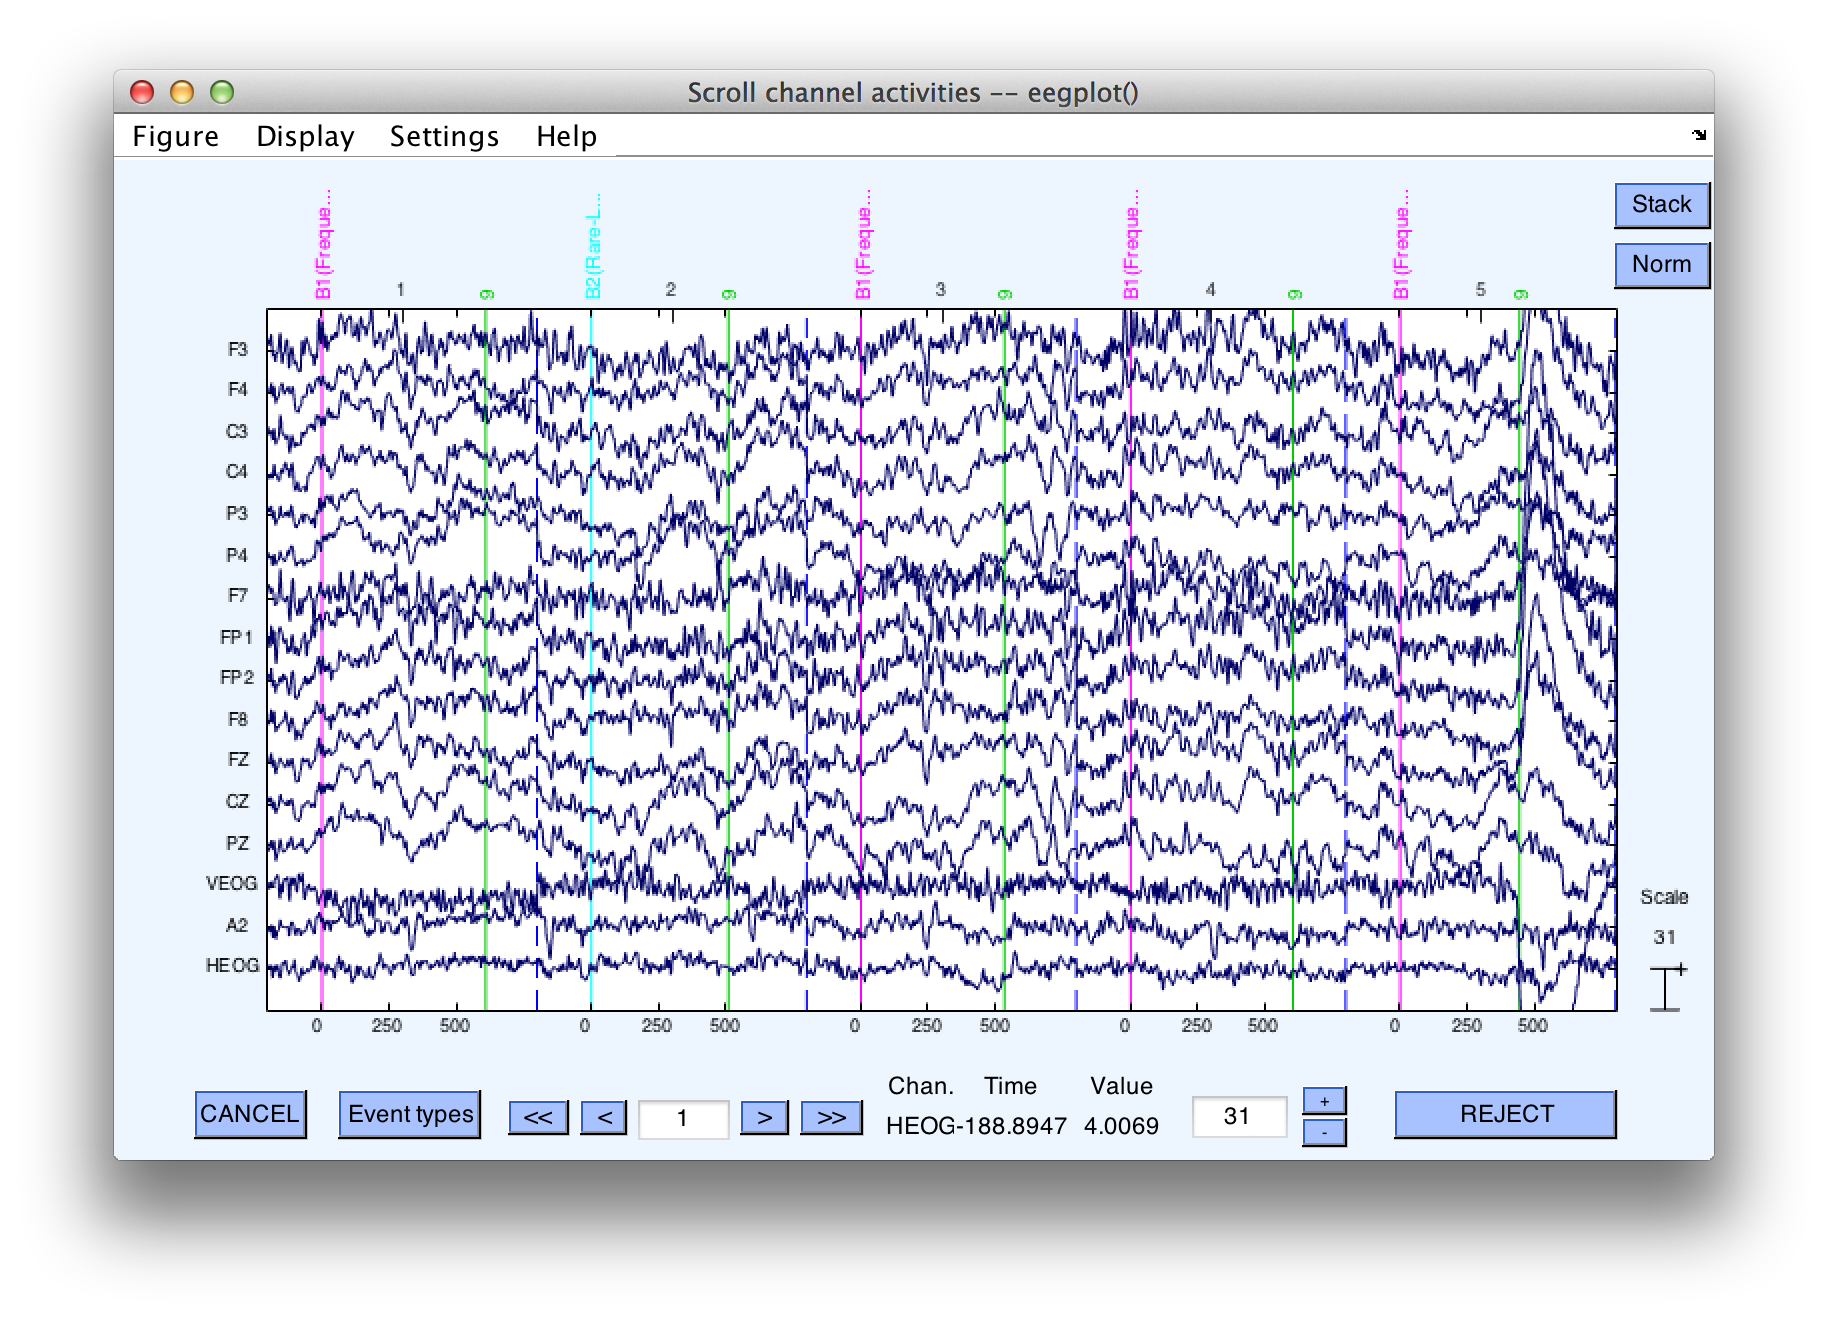 Scroll channel activities -- eegplot()
Figure Display Settings Help
B1(Freque... B2(Rare-L... B1(Freque... B1(Freque... B1(Freque...
1 9 2 9 3 9 4 9 5 9
Stack
Norm
F3
F4
C3
C4
P3
P4
F7
FP1
FP2
F8
FZ
CZ
PZ
VEOG
A2
HEOG
Scale
31
+
0 250 500 0 250 500 0 250 500 0 250 500 0 250 500
Chan. Time Value
CANCEL Event types << < 1 > >> HEOG-188.8947 4.0069 31 + - REJECT